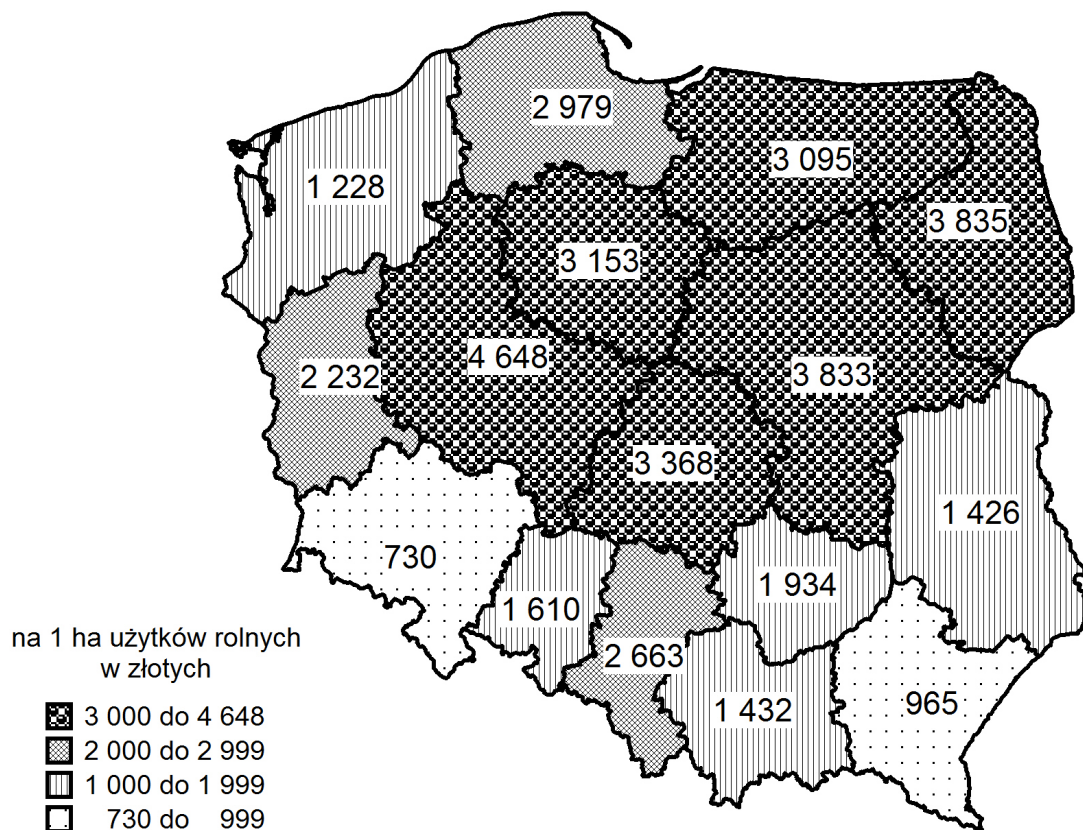 2 979
3 095
1 228
3 835
3 153
4 648
2 232
3 833
3 368
1 426
730
1 934
1 610
na 1 ha użytków rolnych
w złotych
2 663
965
1 432
3 000 do 4 648
2 000 do 2 999
1 000 do 1 999
730 do 999